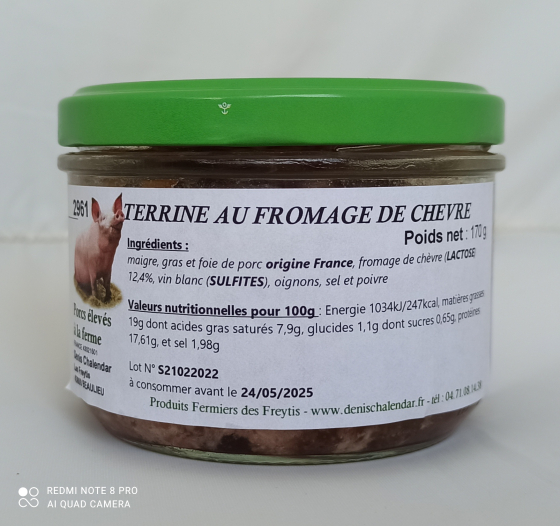 2961
TERRINE AU FROMAGE DE CHEVRE
Poids net : 170 g
Ingrédients :
maigre, gras et foie de porc origine France, fromage de chèvre (LACTOSE)
12,4%, vin blanc (SULFITES), oignons, sel et poivre
Valeurs nutritionnelles pour 100g : Energie 1034kJ/247kcal, matières grasses
19g dont acides gras saturés 7,9g, glucides 1,1g dont sucres 0,65g, protéines
17,61g, et sel 1,98g
Porcs élevés
à la ferme
Denis Chalendar
Les Freytis
BEAULIEU
Lot N° S21022022
à consommer avant le 24/05/2025
Produits Fermiers des Freytis - www.denischalendar.fr - tél : 04.71.08.14.
REDMI NOTE 8 PRO
AI QUAD CAMERA